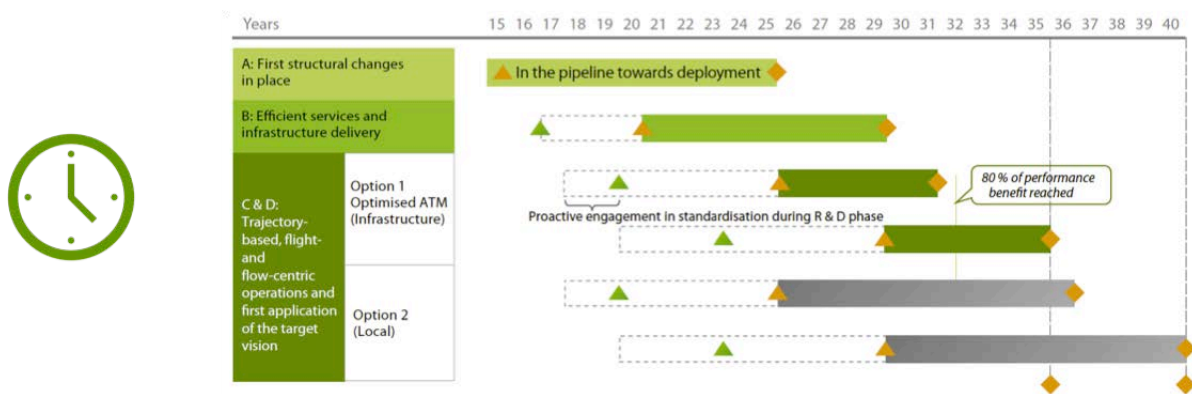 Years 15 16 17 18 19 20 21 22 23 24 25 26 27 28 29 30 31 32 33 34 35 36 37 38 39 40
A: First structural changes
in place
In the pipeline towards deployment
B: Efficient services and
infrastructure delivery
C & D:
Trajectory-
based, flight-
and
flow-centric
operations and
first application
of the target
vision
Option 1
Optimised ATM
(Infrastructure)
80 % of performance
benefit reached
Proactive engagement in standardisation during R & D phase
Option 2
(Local)